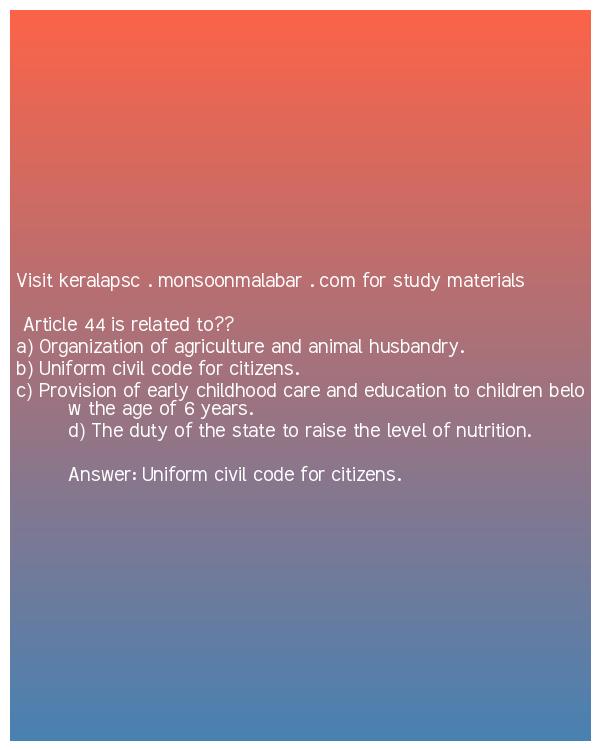 Visit keralapsc . monsoonmalabar . com for study materials
Article 44 is related to??
a) Organization of agriculture and animal husbandry.
b) Uniform civil code for citizens.
c) Provision of early childhood care and education to children belo
w the age of 6 years.
d) The duty of the state to raise the level of nutrition.
Answer: Uniform civil code for citizens.